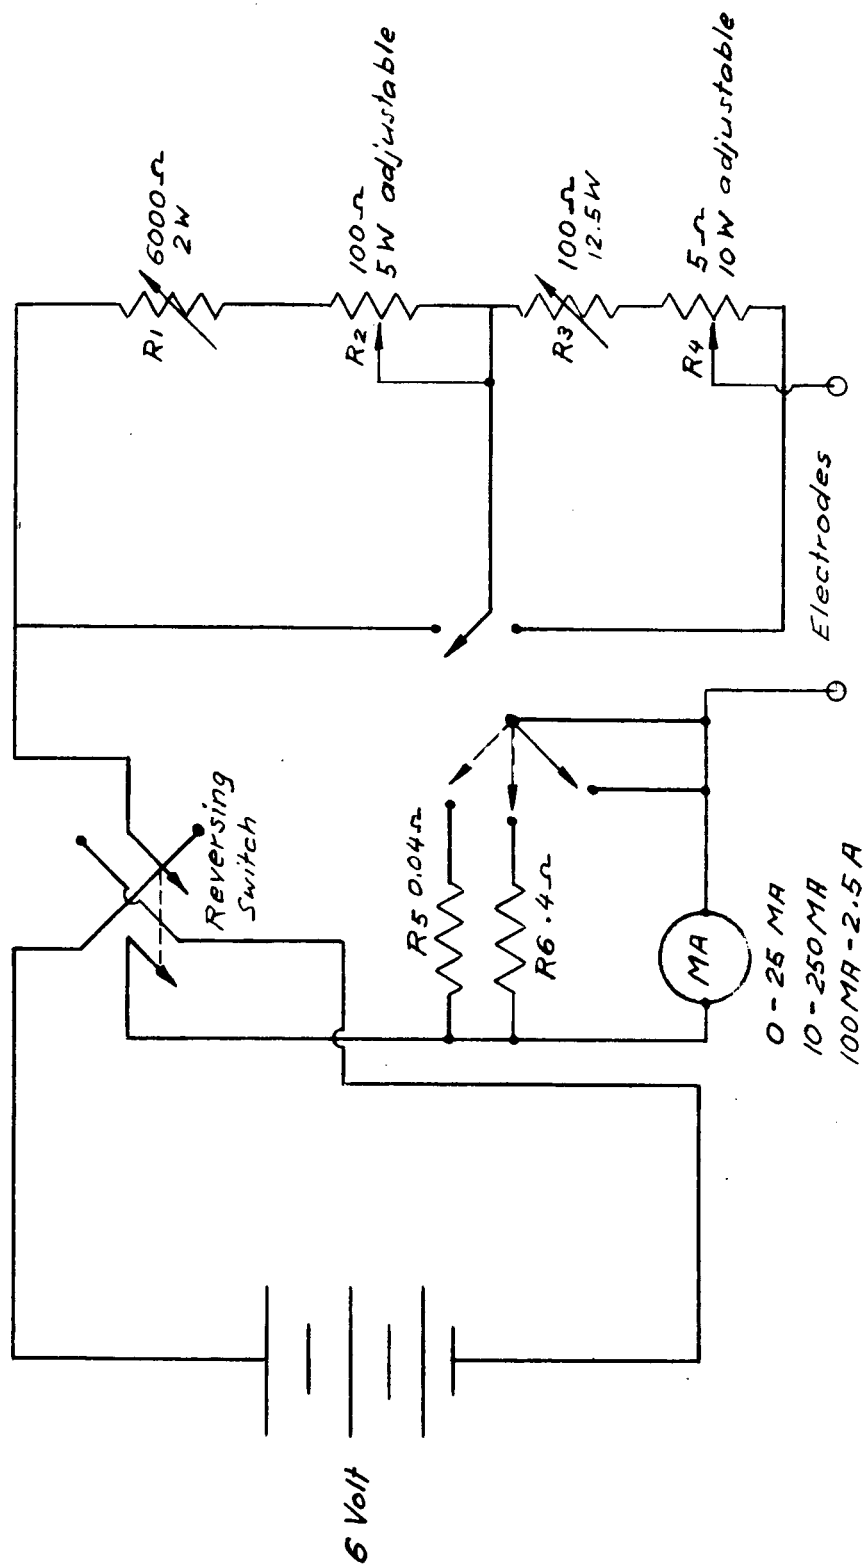 6 Volt
Reversing
Switch
R1
6000Ω
2W
R2
100Ω
5W adjustable
R3
100Ω
12.5W
R4
5Ω
10W adjustable
R5 0.04Ω
R6 .4Ω
MA
0-25 MA
10-250 MA
100 MA-2.5 A
Electrodes